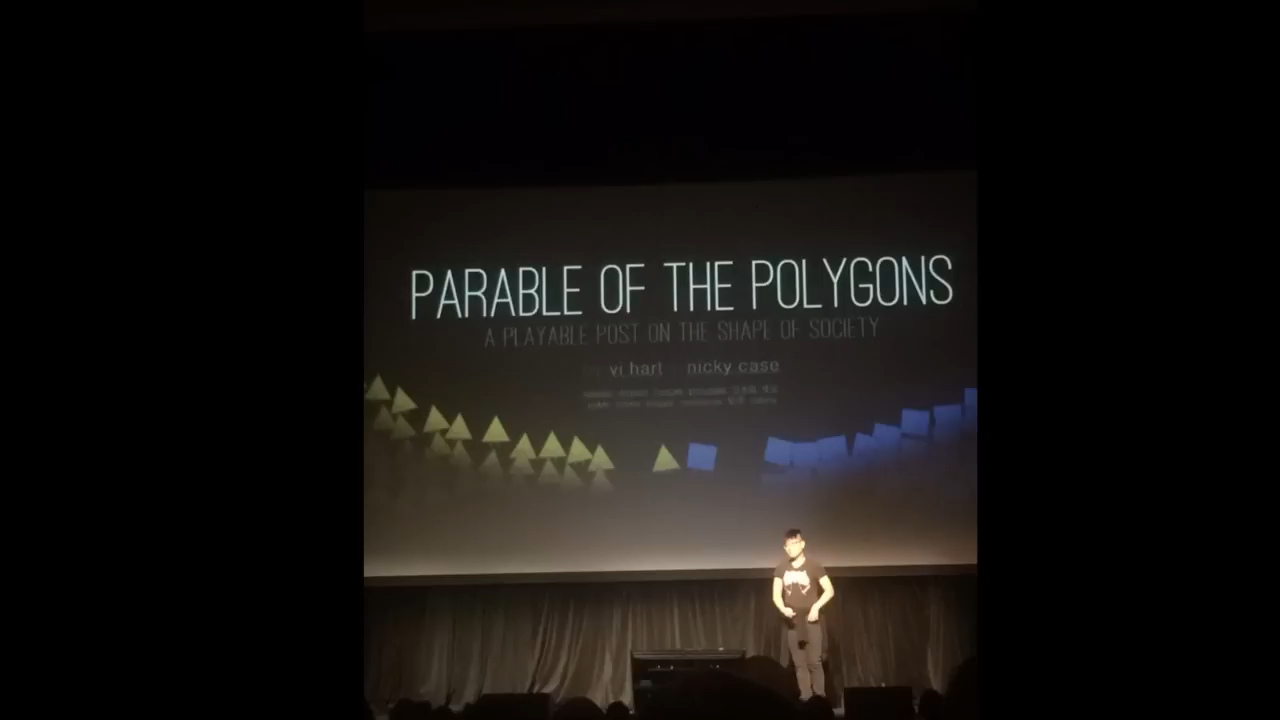 PARABLE OF THE POLYGONS
A PLAYABLE POST ON THE SHAPE OF SOCIETY
vi hart nicky case